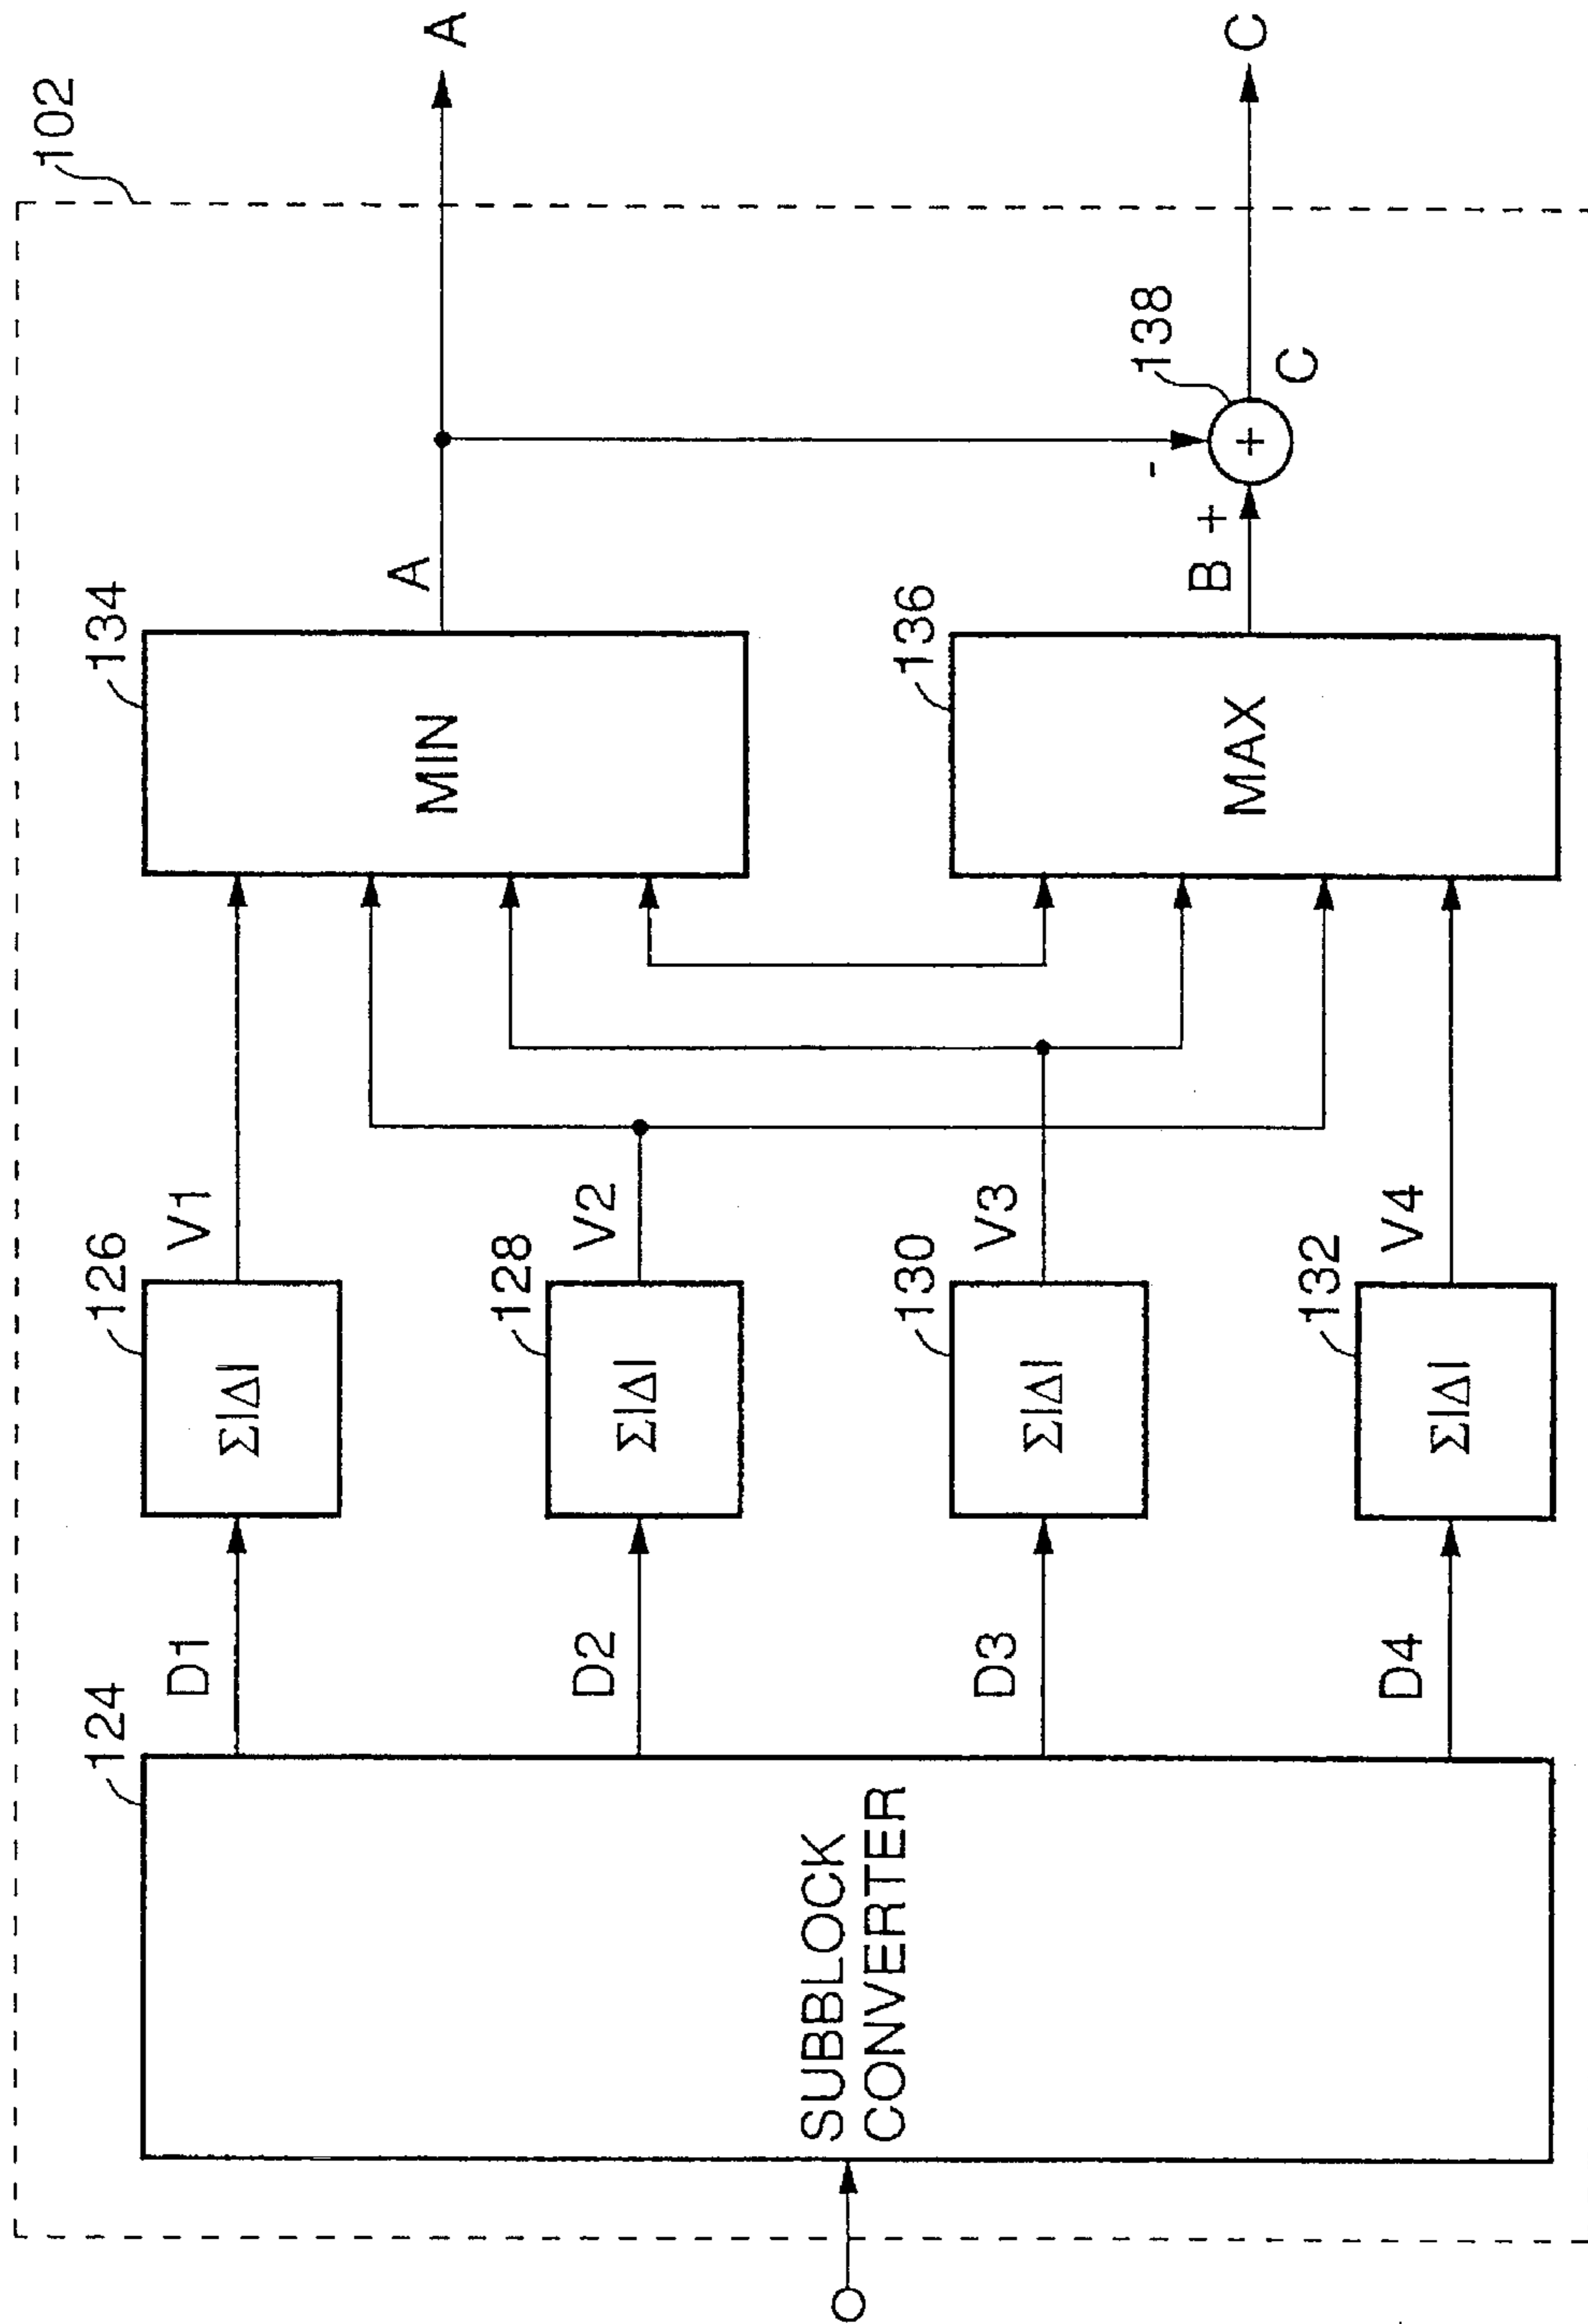 102
124
SUBBLOCK
CONVERTER
D1
D2
D3
D4
126
Σ|Δ|
V1
128
Σ|Δ|
V2
130
Σ|Δ|
V3
132
Σ|Δ|
V4
134
MIN
A
136
MAX
B
+
-
138
+
C
A
C